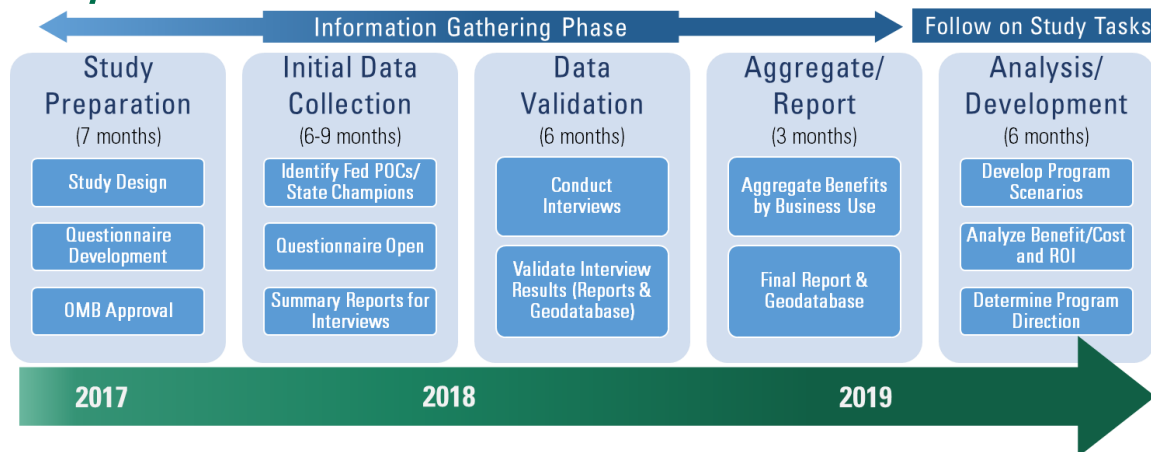 Information Gathering Phase
Follow on Study Tasks
Study
Preparation
(7 months)
Study Design
Questionnaire
Development
OMB Approval
Initial Data
Collection
(6-9 months)
Identify Fed POCs/
State Champions
Questionnaire Open
Summary Reports for
Interviews
Data
Validation
(6 months)
Conduct
Interviews
Validate Interview
Results (Reports &
Geodatabase)
Aggregate/
Report
(3 months)
Aggregate Benefits
by Business Use
Final Report &
Geodatabase
Analysis/
Development
(6 months)
Develop Program
Scenarios
Analyze Benefit/Cost
and ROI
Determine Program
Direction
2017
2018
2019